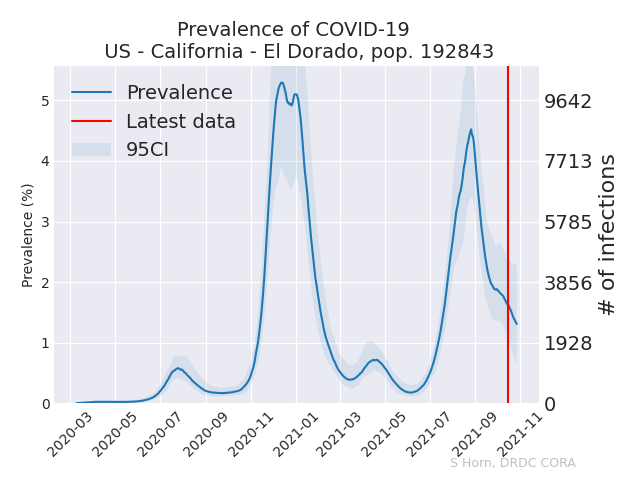 Prevalence of COVID-19
US - California - El Dorado, pop. 192843
Prevalence
Latest data
95CI
Prevalence (%)
5
4
3
2
1
0
9642
7713
5785
3856
1928
0
# of infections
2020-03
2020-05
2020-07
2020-09
2020-11
2021-01
2021-03
2021-05
2021-07
2021-09
2021-11
S Horn, DRDC CORA